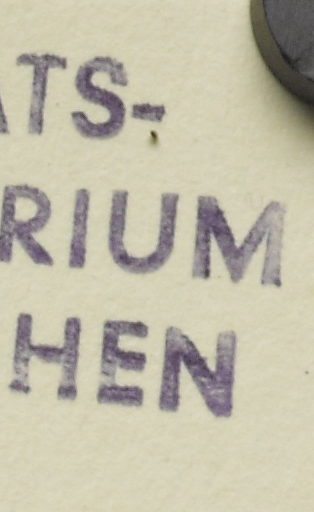 ATS-
RIUM
HEN